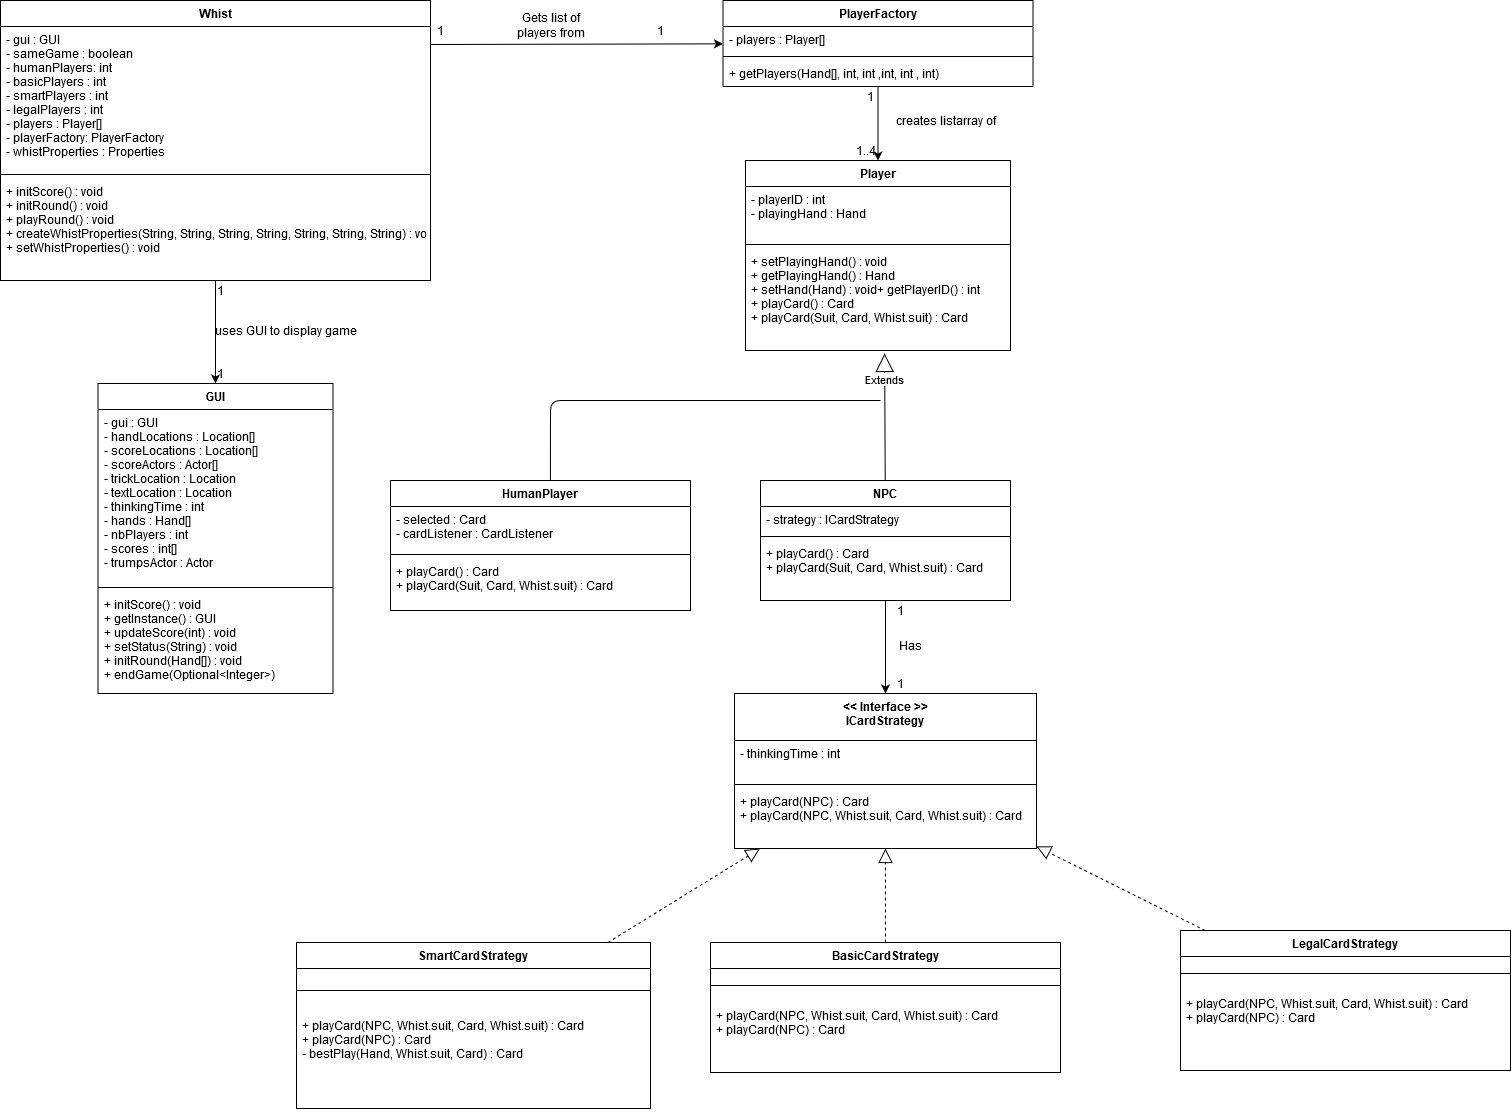 Whist
- gui : GUI
- sameGame : boolean
- humanPlayers: int
- basicPlayers : int
- smartPlayers : int
- legalPlayers : int
- players : Player[]
- playerFactory: PlayerFactory
- whistProperties : Properties
+ initScore() : void
+ initRound() : void
+ playRound() : void
+ createWhistProperties(String, String, String, String, String, String, String) : vo
+ setWhistProperties() : void
1
Gets list of
players from
1
PlayerFactory
- players : Player[]
+ getPlayers(Hand[], int, int ,int, int , int)
1
creates listarray of
1..4
Player
- playerID : int
- playingHand : Hand
+ setPlayingHand() : void
+ getPlayingHand() : Hand
+ setHand(Hand) : void+ getPlayerID() : int
+ playCard() : Card
+ playCard(Suit, Card, Whist.suit) : Card
1
uses GUI to display game
1
GUI
- gui : GUI
- handLocations : Location[]
- scoreLocations : Location[]
- scoreActors : Actor[]
- trickLocation : Location
- textLocation : Location
- thinkingTime : int
- hands : Hand[]
- nbPlayers : int
- scores : int[]
- trumpsActor : Actor
+ initScore() : void
+ getInstance() : GUI
+ updateScore(int) : void
+ setStatus(String) : void
+ initRound(Hand[]) : void
+ endGame(Optional<Integer>)
Extends
HumanPlayer
- selected : Card
- cardListener : CardListener
+ playCard() : Card
+ playCard(Suit, Card, Whist.suit) : Card
NPC
- strategy : ICardStrategy
+ playCard() : Card
+ playCard(Suit, Card, Whist.suit) : Card
1
Has
1
<< Interface >>
ICardStrategy
- thinkingTime : int
+ playCard(NPC) : Card
+ playCard(NPC, Whist.suit, Card, Whist.suit) : Card
SmartCardStrategy
+ playCard(NPC, Whist.suit, Card, Whist.suit) : Card
+ playCard(NPC) : Card
- bestPlay(Hand, Whist.suit, Card) : Card
BasicCardStrategy
+ playCard(NPC, Whist.suit, Card, Whist.suit) : Card
+ playCard(NPC) : Card
LegalCardStrategy
+ playCard(NPC, Whist.suit, Card, Whist.suit) : Card
+ playCard(NPC) : Card